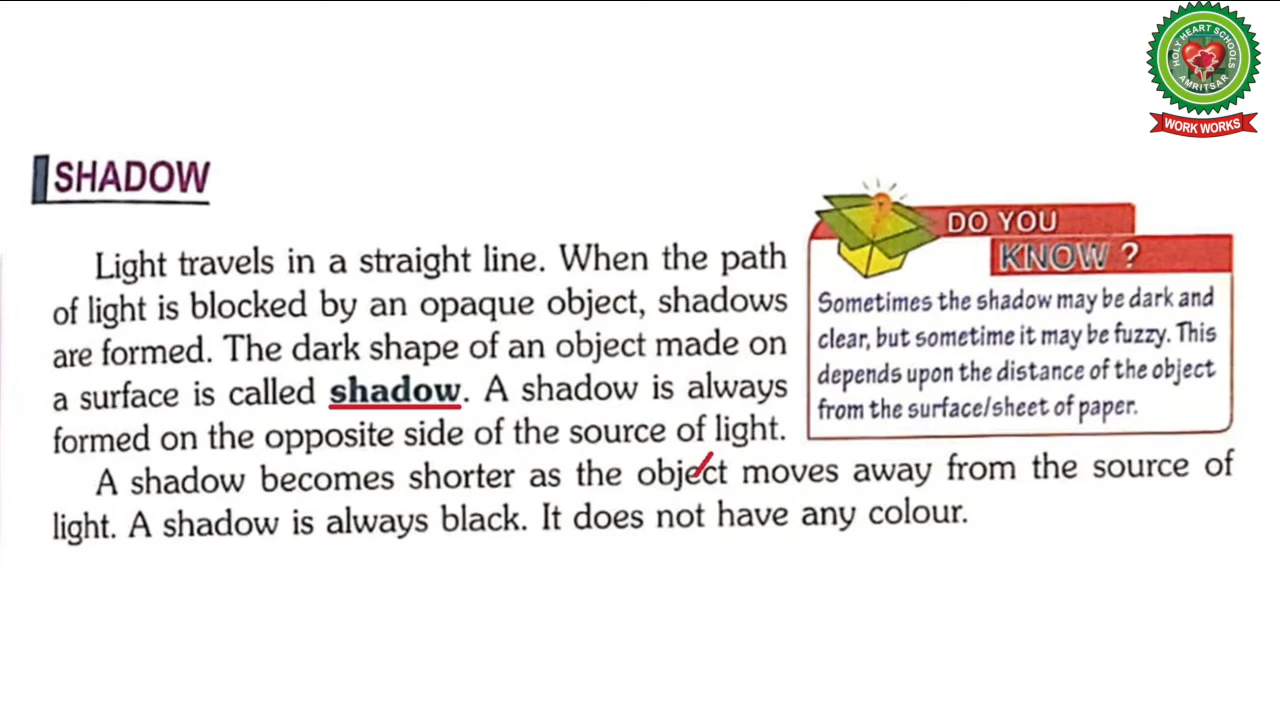 HOLY HEART SCHOOLS
AMRITSAR
WORK WORKS
SHADOW
Light travels in a straight line. When the path
of light is blocked by an opaque object, shadows
are formed. The dark shape of an object made on
a surface is called shadow. A shadow is always
formed on the opposite side of the source of light.
A shadow becomes shorter as the object moves away from the source of
light. A shadow is always black. It does not have any colour.
DO YOU
KNOW ?
Sometimes the shadow may be dark and
clear, but sometime it may be fuzzy. This
depends upon the distance of the object
from the surface/sheet of paper.